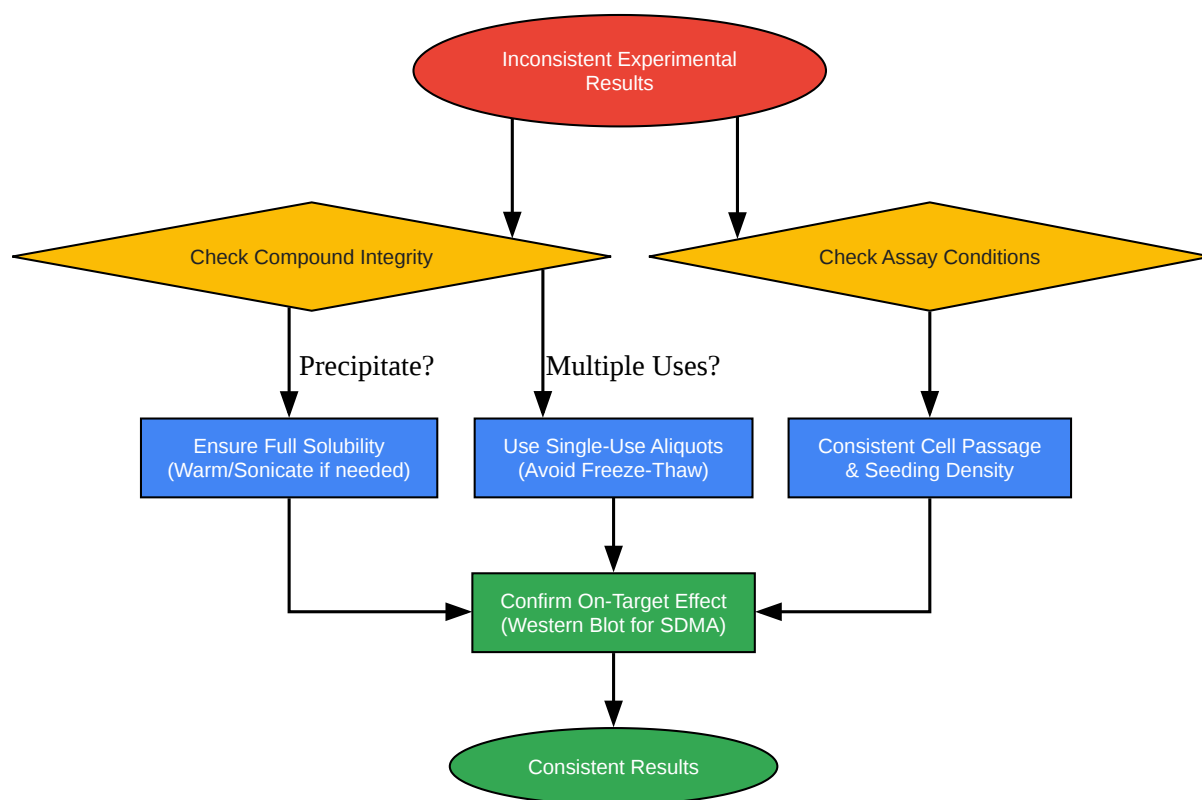 Inconsistent Experimental
Results
Check Compound Integrity
Check Assay Conditions
Precipitate?
Multiple Uses?
Ensure Full Solubility
(Warm/Sonicate if needed)
Use Single-Use Aliquots
(Avoid Freeze-Thaw)
Consistent Cell Passage
& Seeding Density
Confirm On-Target Effect
(Western Blot for SDMA)
Consistent Results